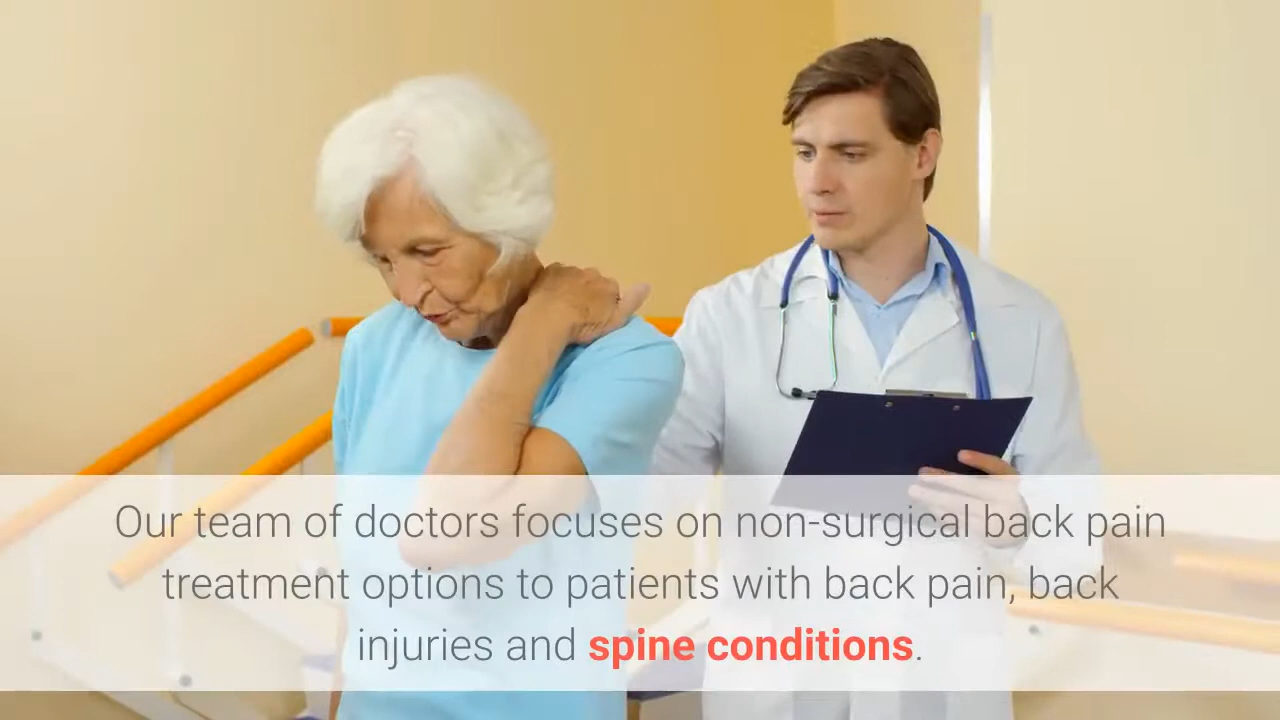 Our team of doctors focuses on non-surgical back pain
treatment options to patients with back pain, back
injuries and spine conditions.